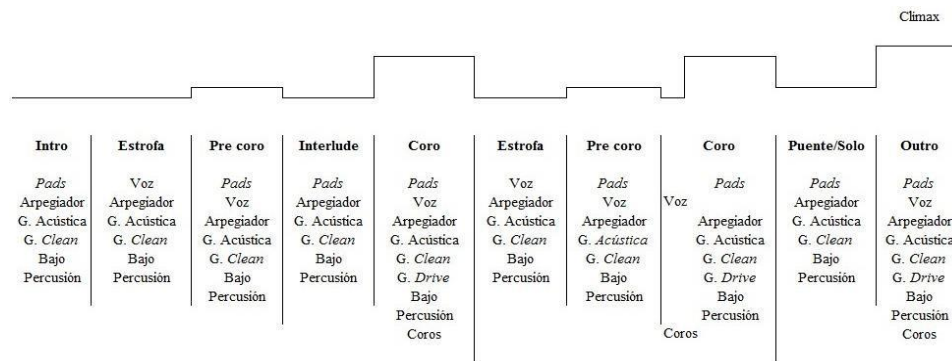 Climax
Intro
Pads
Arpegiador
G. Acústica
G. Clean
Bajo
Percusión
Estrofa
Voz
Arpegiador
G. Acústica
G. Clean
Bajo
Percusión
Pre coro
Pads
Voz
Arpegiador
G. Acústica
G. Clean
Bajo
Percusión
Interlude
Pads
Arpegiador
G. Acústica
G. Clean
Bajo
Percusión
Coro
Pads
Voz
Arpegiador
G. Acústica
G. Clean
G. Drive
Bajo
Percusión
Coros
Estrofa
Voz
Arpegiador
G. Acústica
G. Clean
Bajo
Percusión
Pre coro
Pads
Voz
Arpegiador
G. Acústica
G. Clean
Bajo
Percusión
Coro
Pads
Voz
Arpegiador
G. Acústica
G. Clean
G. Drive
Bajo
Percusión
Coros
Puente/Solo
Pads
Arpegiador
G. Acústica
G. Clean
Bajo
Percusión
Outro
Pads
Voz
Arpegiador
G. Acústica
G. Clean
G. Drive
Bajo
Percusión
Coros